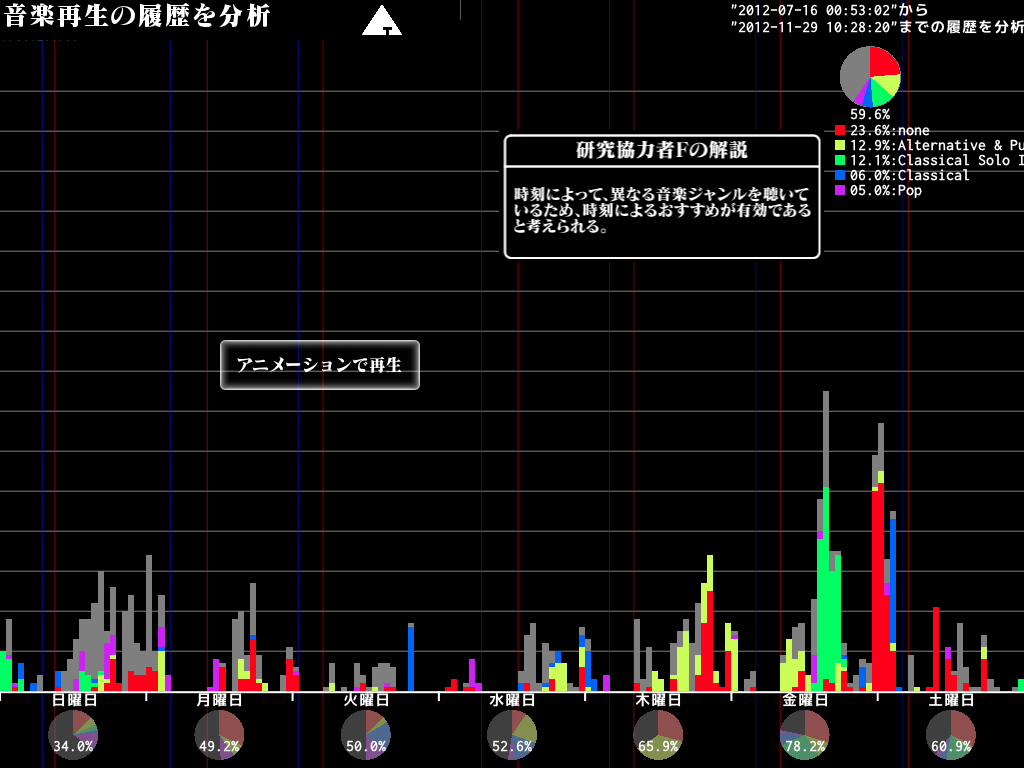 音楽再生の履歴を分析
"2012-07-16 00:53:02"から
"2012-11-29 10:28:20"までの履歴を分析
59.6%
23.6%:none
12.9%:Alternative & Pu
12.1%:Classical Solo I
06.0%:Classical
05.0%:Pop
研究協力者Fの解説
時刻によって、異なる音楽ジャンルを聴いて
いるため、時刻によるおすすめが有効である
と考えられる。
アニメーションで再生
日曜日 月曜日 火曜日 水曜日 木曜日 金曜日 土曜日
34.0% 49.2% 50.0% 52.6% 65.9% 78.2% 60.9%